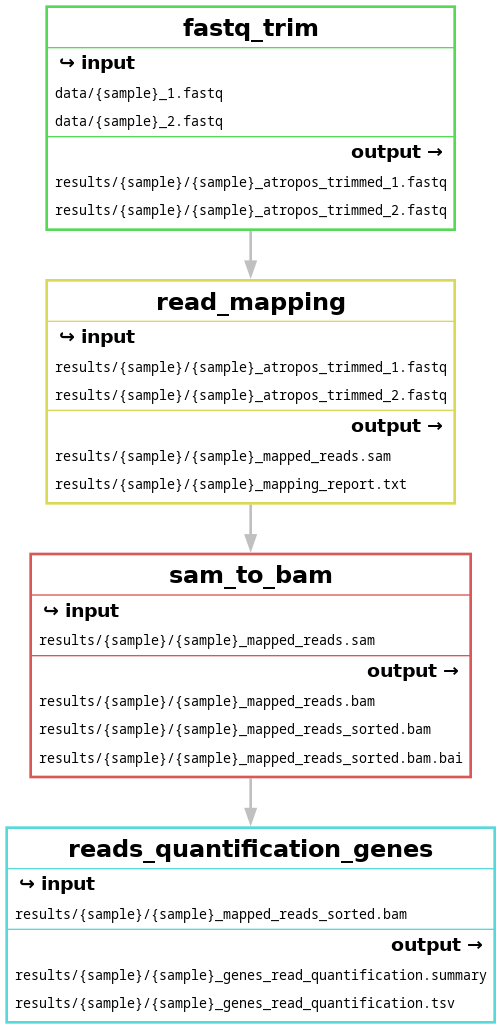 fastq_trim
↪ input
data/{sample}_1.fastq
data/{sample}_2.fastq
output →
results/{sample}/{sample}_atropos_trimmed_1.fastq
results/{sample}/{sample}_atropos_trimmed_2.fastq
read_mapping
↪ input
results/{sample}/{sample}_atropos_trimmed_1.fastq
results/{sample}/{sample}_atropos_trimmed_2.fastq
output →
results/{sample}/{sample}_mapped_reads.sam
results/{sample}/{sample}_mapping_report.txt
sam_to_bam
↪ input
results/{sample}/{sample}_mapped_reads.sam
output →
results/{sample}/{sample}_mapped_reads.bam
results/{sample}/{sample}_mapped_reads_sorted.bam
results/{sample}/{sample}_mapped_reads_sorted.bam.bai
reads_quantification_genes
↪ input
results/{sample}/{sample}_mapped_reads_sorted.bam
output →
results/{sample}/{sample}_genes_read_quantification.summary
results/{sample}/{sample}_genes_read_quantification.tsv